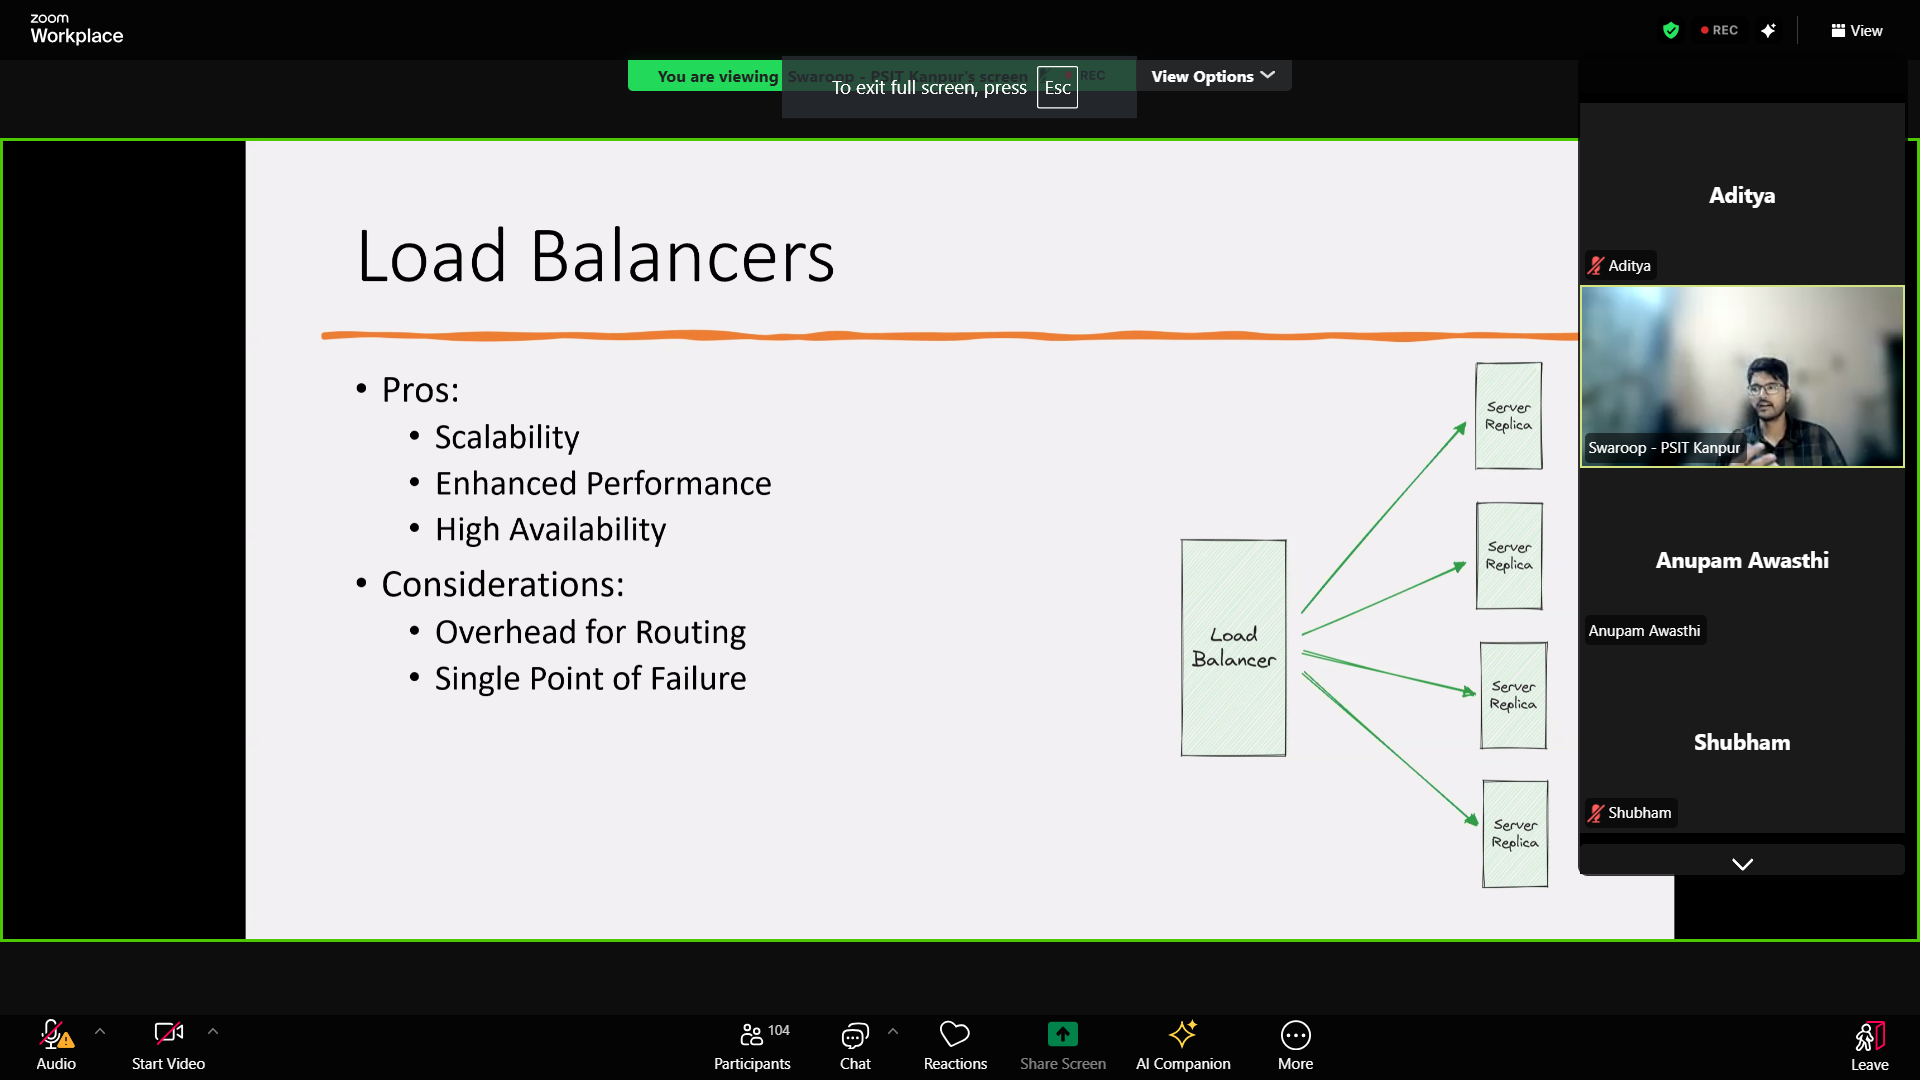 zoom
Workplace
REC
View
You are viewing Swaroop - PSIT Kanpur's screen
REC
To exit full screen, press Esc
View Options
Load Balancers
• Pros:
• Scalability
• Enhanced Performance
• High Availability
• Considerations:
• Overhead for Routing
• Single Point of Failure
Load
Balancer
Server
Replica
Server
Replica
Server
Replica
Server
Replica
Aditya
Aditya
Swaroop - PSIT Kanpur
Anupam Awasthi
Anupam Awasthi
Shubham
Shubham
Audio
Start Video
104
Participants
Chat
Reactions
Share Screen
AI Companion
More
Leave